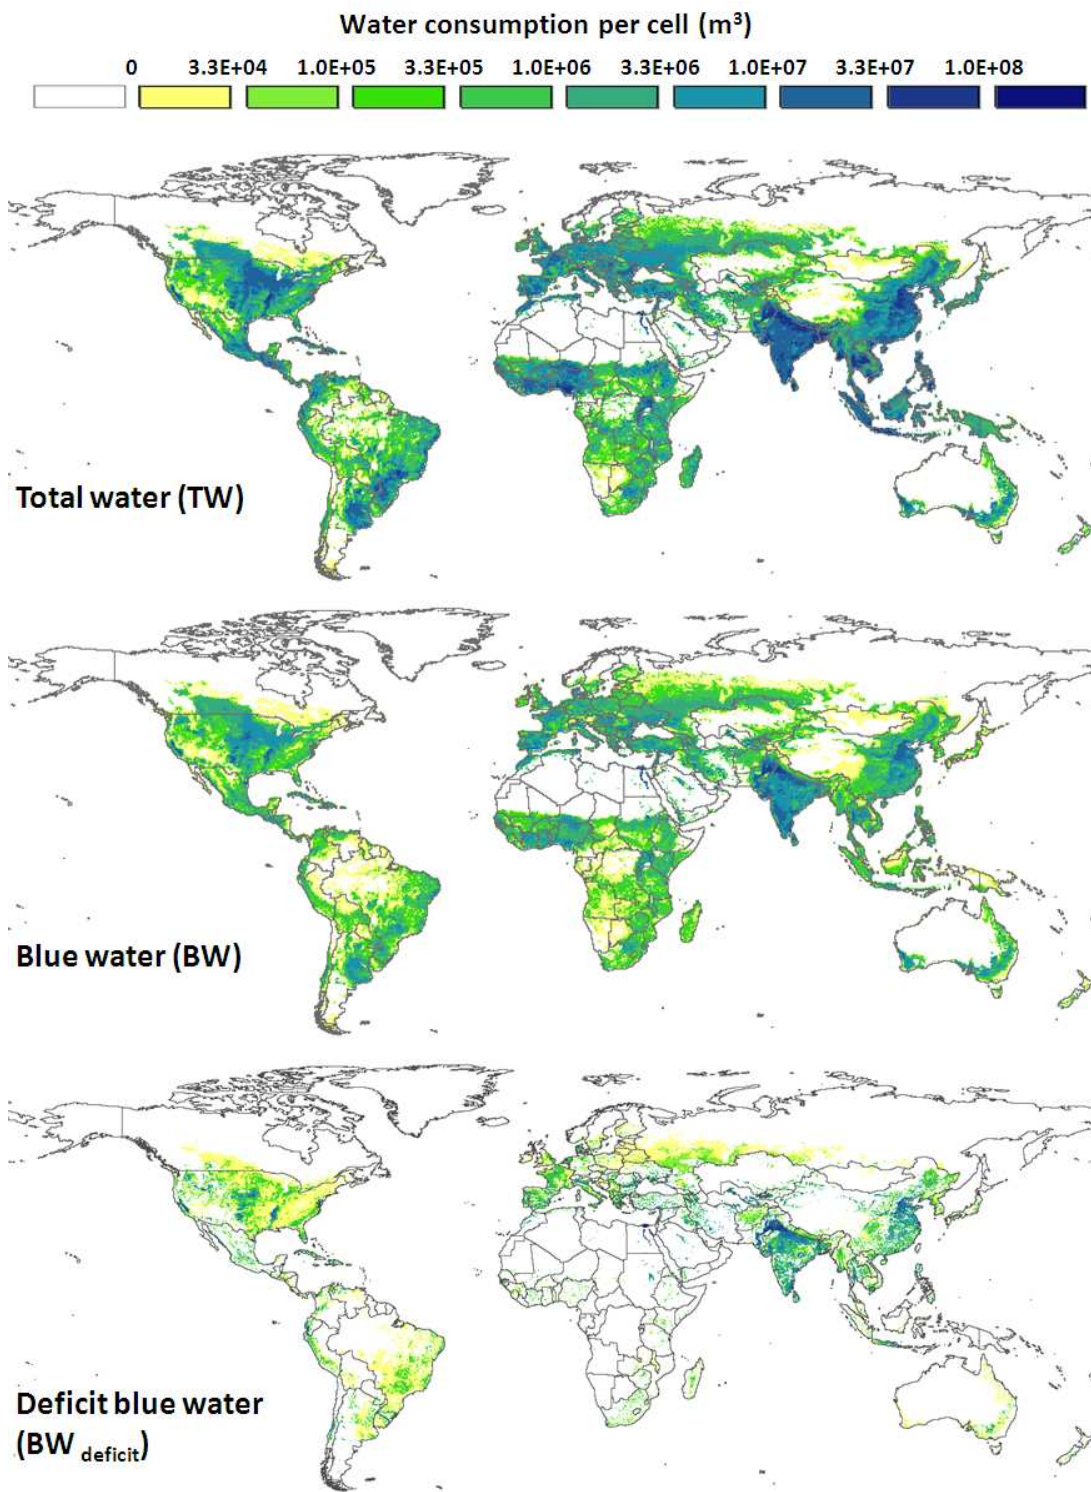 Water consumption per cell (m³)
0 3.3E+04 1.0E+05 3.3E+05 1.0E+06 3.3E+06 1.0E+07 3.3E+07 1.0E+08
Total water (TW)
Blue water (BW)
Deficit blue water
(BW deficit)